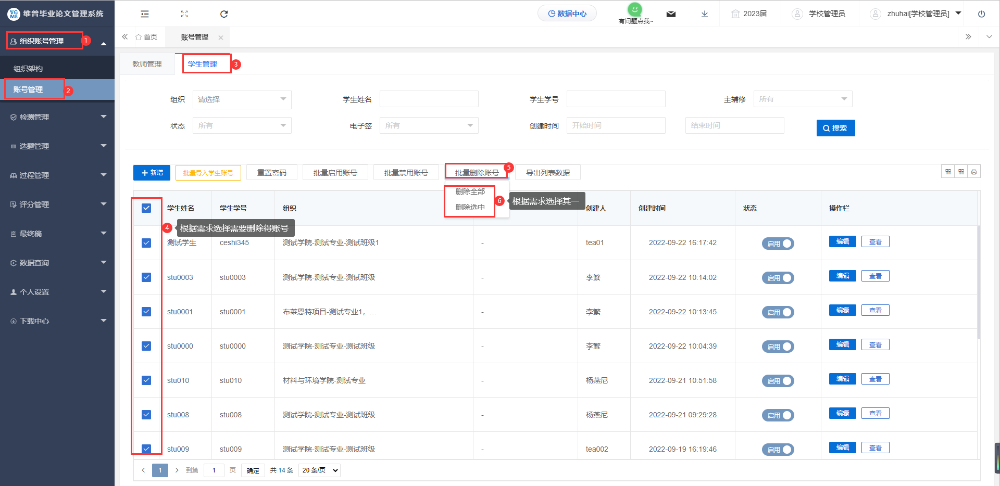 VG MS 维普毕业论文管理系统
数据中心
有问题点我~
2023届
学校管理员
zhuhai[学校管理员]
组织账号管理 1
首页
账号管理
组织架构
账号管理 2
检测管理
选题管理
过程管理
评分管理
最终稿
数据查询
个人设置
下载中心
教师管理
学生管理 3
组织 请选择
学生姓名
学生学号
主辅修 所有
状态 所有
电子签 所有
创建时间 开始时间 结束时间
搜索
新增 批量导入学生账号 重置密码 批量启用账号 批量禁用账号 批量删除账号 5 导出列表数据
删除全部
删除选中
6 根据需求选择其一
学生姓名 学生学号 组织 创建人 创建时间 状态 操作栏
4 根据需求选择需要删除得账号
测试学生 ceshi345 测试学院-测试专业-测试班级1 - tea01 2022-09-22 16:17:42 启用 编辑 查看
stu0003 stu0003 测试学院-测试专业-测试班级 - 李繁 2022-09-22 10:14:02 启用 编辑 查看
stu0001 stu0001 布莱恩特项目-测试专业1，... - 李繁 2022-09-22 10:13:45 启用 编辑 查看
stu0000 stu0000 测试学院-测试专业-测试班级 - 李繁 2022-09-22 10:04:39 启用 编辑 查看
stu010 stu010 材料与环境学院-测试专业 - 杨燕尼 2022-09-21 10:51:58 启用 编辑 查看
stu008 stu008 测试学院-测试专业-测试班级 - 杨燕尼 2022-09-21 09:29:28 启用 编辑 查看
stu009 stu009 测试学院-测试专业-测试班级 - tea002 2022-09-19 16:19:46 启用 编辑 查看
1 到第 1 页 确定 共 14 条 20 条/页